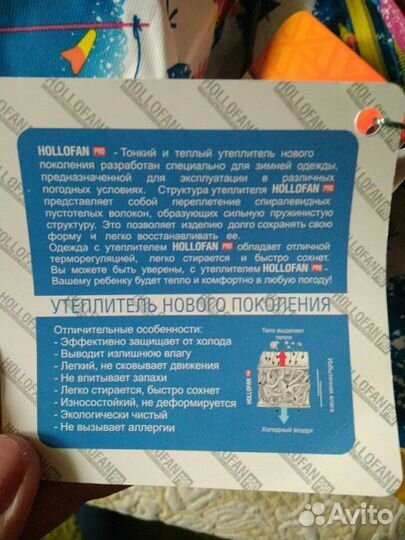 HOLLOFAN PRO - Тонкий и теплый утеплитель нового
поколения разработан специально для зимней одежды,
предназначенной для эксплуатации в различных
погодных условиях. Структура утеплителя HOLLOFAN PRO
представляет собой переплетение спиралевидных
пустотелых волокон, образующих сильную пружинистую
структуру. Это позволяет изделию долго сохранять свою
форму и легко восстанавливать ее.
Одежда с утеплителем HOLLOFAN PRO обладает отличной
терморегуляцией, легко стирается и быстро сохнет.
Вы можете быть уверены, с утеплителем HOLLOFAN PRO -
Вашему ребенку будет тепло и комфортно в любую погоду!
УТЕПЛИТЕЛЬ НОВОГО ПОКОЛЕНИЯ
Отличительные особенности:
- Эффективно защищает от холода
- Выводит излишнюю влагу
- Легкий, не сковывает движения
- Не впитывает запахи
- Легко стирается, быстро сохнет
- Износостойкий, не деформируется
- Экологически чистый
- Не вызывает аллергии
Тело выделяет
тепло
HOLLOFAN PRO
Избыточная влага
Холодный воздух
Avito